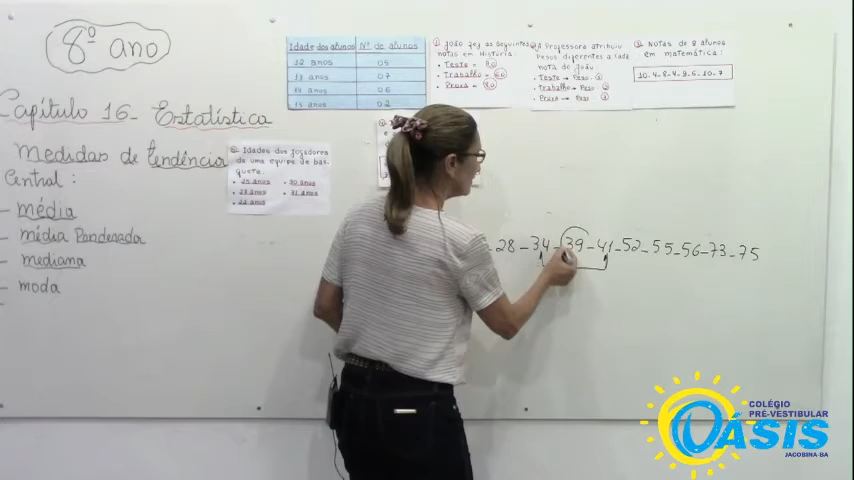 8º ano
Capítulo 16- Estatística
Medidas de tendência
Central:
- média
- média Ponderada
- mediana
- moda
Idade dos alunos Nº de alunos
12 anos 05
13 anos 07
14 anos 06
15 anos 02
① João fez as seguintes
notas em História:
• Teste =
• Trabalho =
• Prova =
A Professora atribuiu
Pesos diferentes a cada
nota de João
Teste → Peso
Trabalho → Peso
Prova → Peso
Notas de 8 alunos
em matemática:
10-4-8-4-9-6-10-7
Idades dos jogadores
de uma equipe de bas-
quete.
• 25 anos • 30 anos
• 28 anos • 31 anos
• 22 anos
- 28 - 34 - 39 - 41 - 52 - 55 - 56 - 73 - 75
COLÉGIO
PRÉ-VESTIBULAR
OÁSIS
JACOBINA-BA